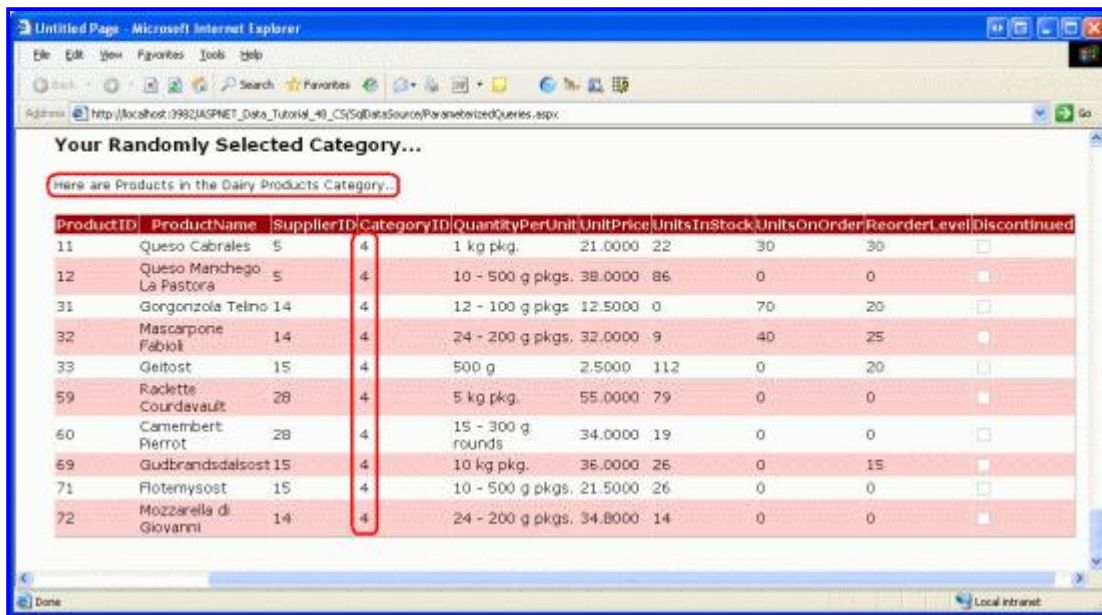 Untitled Page - Microsoft Internet Explorer
File Edit View Favorites Tools Help
Back Search Favorites
Address http://localhost:3982/ASPNET_Data_Tutorial_48_CS/SqlDataSource/ParameterizedQueries.aspx Go
Your Randomly Selected Category...
Here are Products in the Dairy Products Category...
ProductID ProductName SupplierID CategoryID QuantityPerUnit UnitPrice UnitsInStock UnitsOnOrder ReorderLevel Discontinued
11 Queso Cabrales 5 4 1 kg pkg. 21.0000 22 30 30
12 Queso Manchego La Pastora 5 4 10 - 500 g pkgs. 38.0000 86 0 0
31 Gorgonzola Telino 14 4 12 - 100 g pkgs 12.5000 0 70 20
32 Mascarpone Fabioli 14 4 24 - 200 g pkgs. 32.0000 9 40 25
33 Geitost 15 4 500 g 2.5000 112 0 20
59 Raclette Courdavault 28 4 5 kg pkg. 55.0000 79 0 0
60 Camembert Pierrot 28 4 15 - 300 g rounds 34.0000 19 0 0
69 Gudbrandsdalsost 15 4 10 kg pkg. 36.0000 26 0 15
71 Flotemysost 15 4 10 - 500 g pkgs. 21.5000 26 0 0
72 Mozzarella di Giovanni 14 4 24 - 200 g pkgs. 34.8000 14 0 0
Done Local intranet